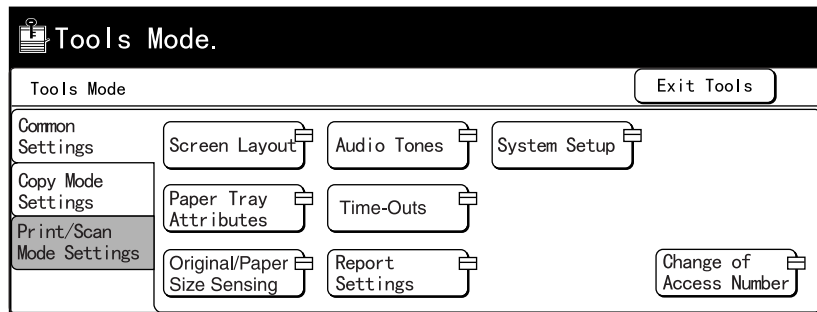 Tools Mode.
Tools Mode
Exit Tools
Common
Settings
Copy Mode
Settings
Print/Scan
Mode Settings
Screen Layout
Audio Tones
System Setup
Paper Tray
Attributes
Time-Outs
Original/Paper
Size Sensing
Report
Settings
Change of
Access Number